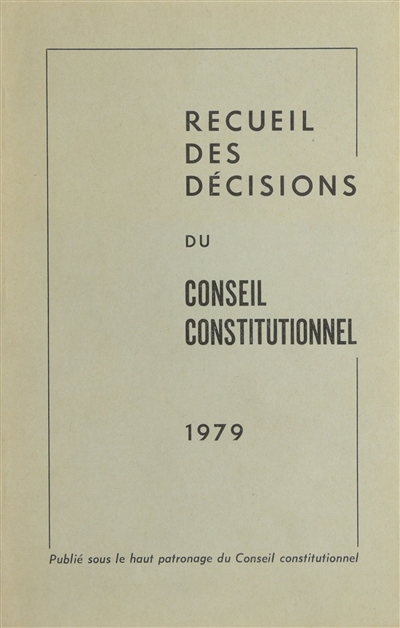 RECUEIL
DES
DÉCISIONS
DU
CONSEIL
CONSTITUTIONNEL
1979
Publié sous le haut patronage du Conseil constitutionnel